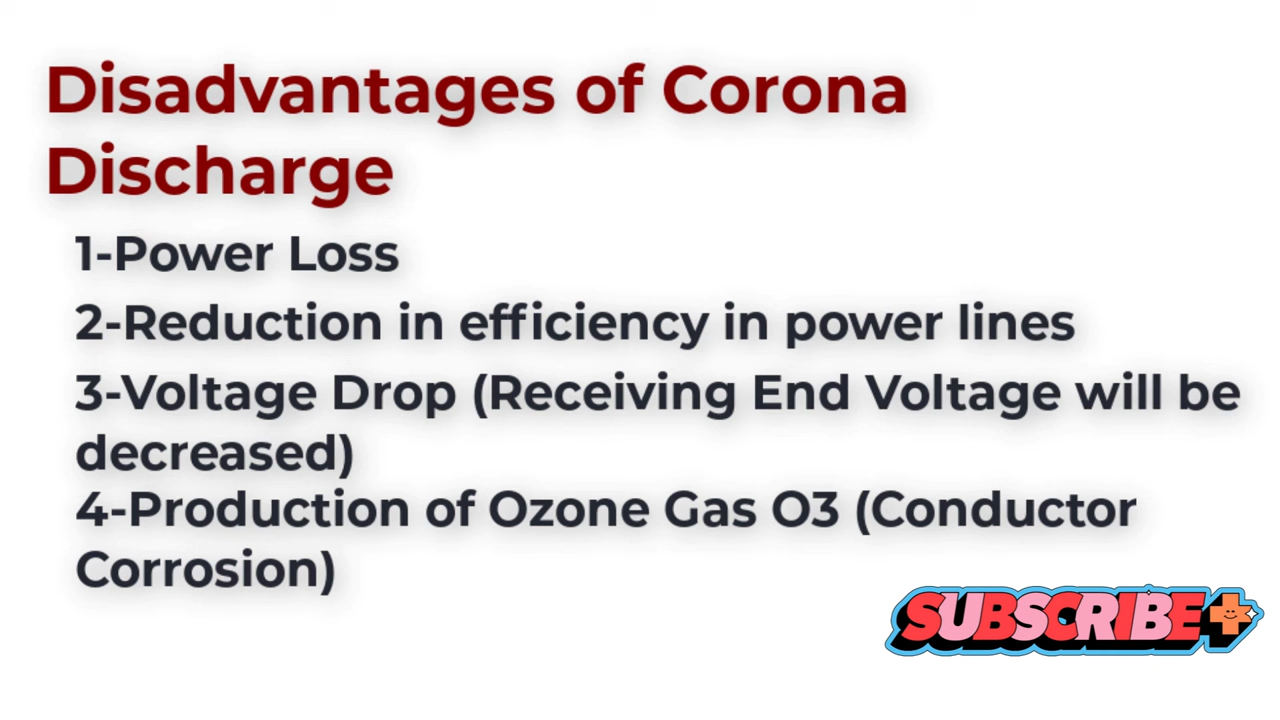 Disadvantages of Corona
Discharge
1-Power Loss
2-Reduction in efficiency in power lines
3-Voltage Drop (Receiving End Voltage will be
decreased)
4-Production of Ozone Gas O3 (Conductor
Corrosion)
SUBSCRIBE